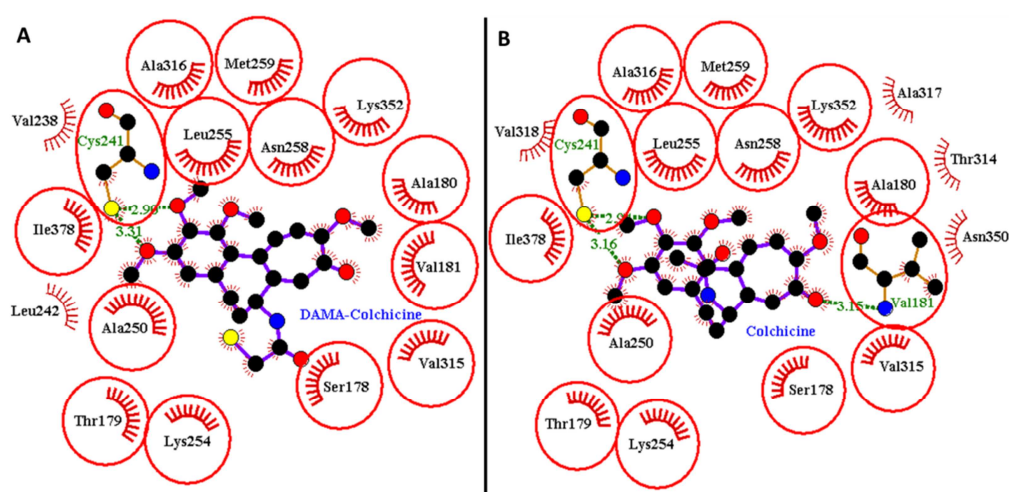 A
Ala316
Met259
Val238
Cys241
Leu255
Asn258
Lys352
Ala180
2.99
3.31
Ile378
Val181
Leu242
Ala250
DAMA-Colchicine
Val315
Ser178
Thr179
Lys254
B
Ala316
Met259
Ala317
Lys352
Val318
Cys241
Leu255
Asn258
Thr314
Ala180
3.16
Ile378
Asn350
3.15
Val181
Colchicine
Ala250
Val315
Ser178
Thr179
Lys254